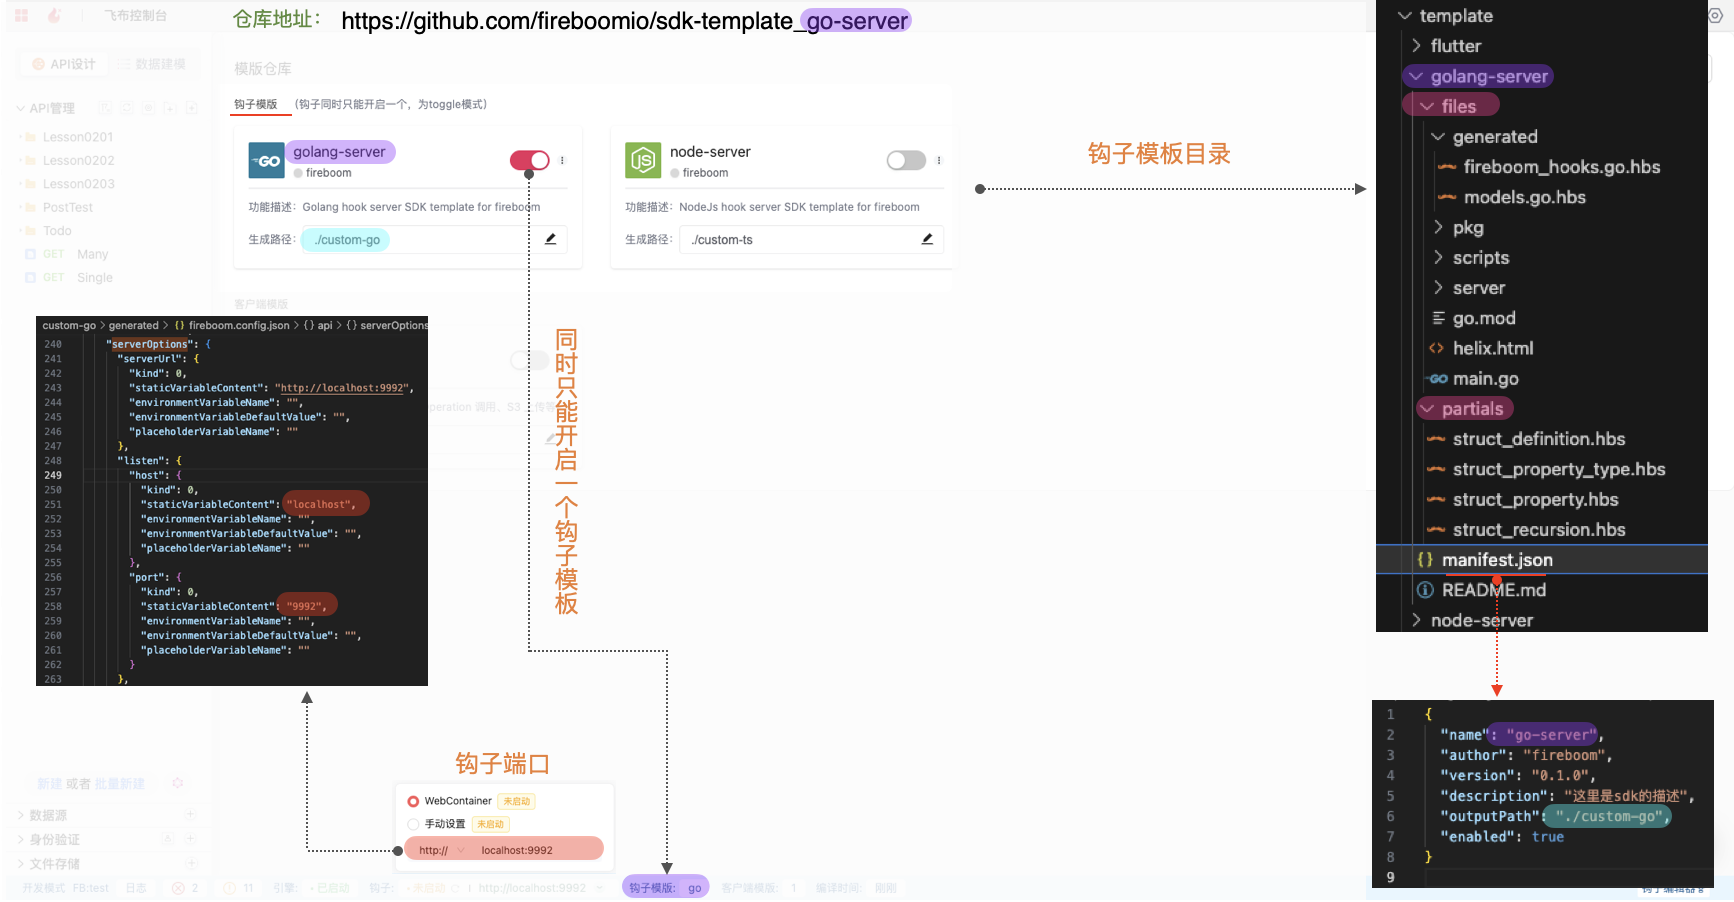 飞布控制台
仓库地址： https://github.com/fireboomio/sdk-template_go-server
API设计
数据建模
模版仓库
API管理
钩子模版 (钩子同时只能开启一个，为toggle模式)
Lesson0201
Lesson0202
Lesson0203
PostTest
Todo
GET Many
GET Single
golang-server
fireboom
功能描述：Golang hook server SDK template for fireboom
生成路径： ./custom-go
node-server
fireboom
功能描述：NodeJs hook server SDK template for fireboom
生成路径： ./custom-ts
钩子模板目录
客户端模版
operation 调用，S3 上传等
同时只能开启一个钩子模板
custom-go > generated > {} fireboom.config.json > {} api > {} serverOptions
240 "serverOptions": {
241 "serverUrl": {
242 "kind": 0,
243 "staticVariableContent": "http://localhost:9992",
244 "environmentVariableName": "",
245 "environmentVariableDefaultValue": "",
246 "placeholderVariableName": ""
247 },
248 "listen": {
249 "host": {
250 "kind": 0,
251 "staticVariableContent": "localhost",
252 "environmentVariableName": "",
253 "environmentVariableDefaultValue": "",
254 "placeholderVariableName": ""
255 },
256 "port": {
257 "kind": 0,
258 "staticVariableContent": "9992",
259 "environmentVariableName": "",
260 "environmentVariableDefaultValue": "",
261 "placeholderVariableName": ""
262 }
263 },
钩子端口
WebContainer 未启动
手动设置 未启动
http:// localhost:9992
新建 或者 批量新建
数据源
身份验证
文件存储
开发模式 FB:test 日志 2 11 引擎： 已启动 钩子： 未启动 http://localhost:9992 钩子模版： go 客户端模版： 1 编译时间： 刚刚
钩子编辑器
template
flutter
golang-server
files
generated
fireboom_hooks.go.hbs
models.go.hbs
pkg
scripts
server
go.mod
helix.html
main.go
partials
struct_definition.hbs
struct_property_type.hbs
struct_property.hbs
struct_recursion.hbs
manifest.json
README.md
node-server
1 {
2 "name": "go-server",
3 "author": "fireboom",
4 "version": "0.1.0",
5 "description": "这里是sdk的描述",
6 "outputPath": "./custom-go",
7 "enabled": true
8 }
9